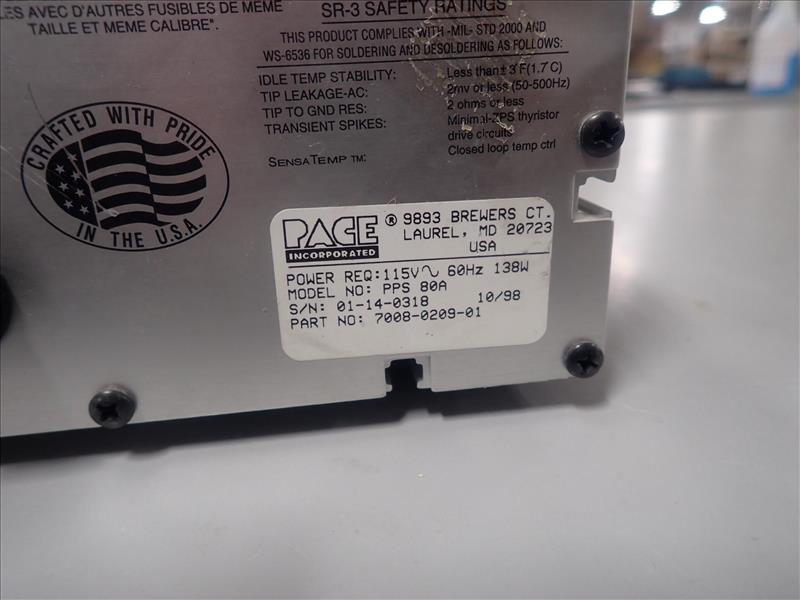 LES AVEC D'AUTRES FUSIBLES DE MEME
TAILLE ET MEME CALIBRE".
SR-3 SAFETY RATINGS
THIS PRODUCT COMPLIES WITH -MIL- STD 2000 AND
WS-6536 FOR SOLDERING AND DESOLDERING AS FOLLOWS:
IDLE TEMP STABILITY: Less than ± 3°F(1.7°C)
TIP LEAKAGE-AC: 2mv or less (50-500Hz)
TIP TO GND RES: 2 ohms or less
TRANSIENT SPIKES: Minimal-ZPS thyristor
drive circuits
SENSATEMP TM: Closed loop temp ctrl
CRAFTED WITH PRIDE
IN THE U.S.A.
PACE ® 9893 BREWERS CT.
INCORPORATED LAUREL, MD 20723
USA
POWER REQ:115V∿ 60Hz 138W
MODEL NO: PPS 80A
S/N: 01-14-0318 10/98
PART NO: 7008-0209-01